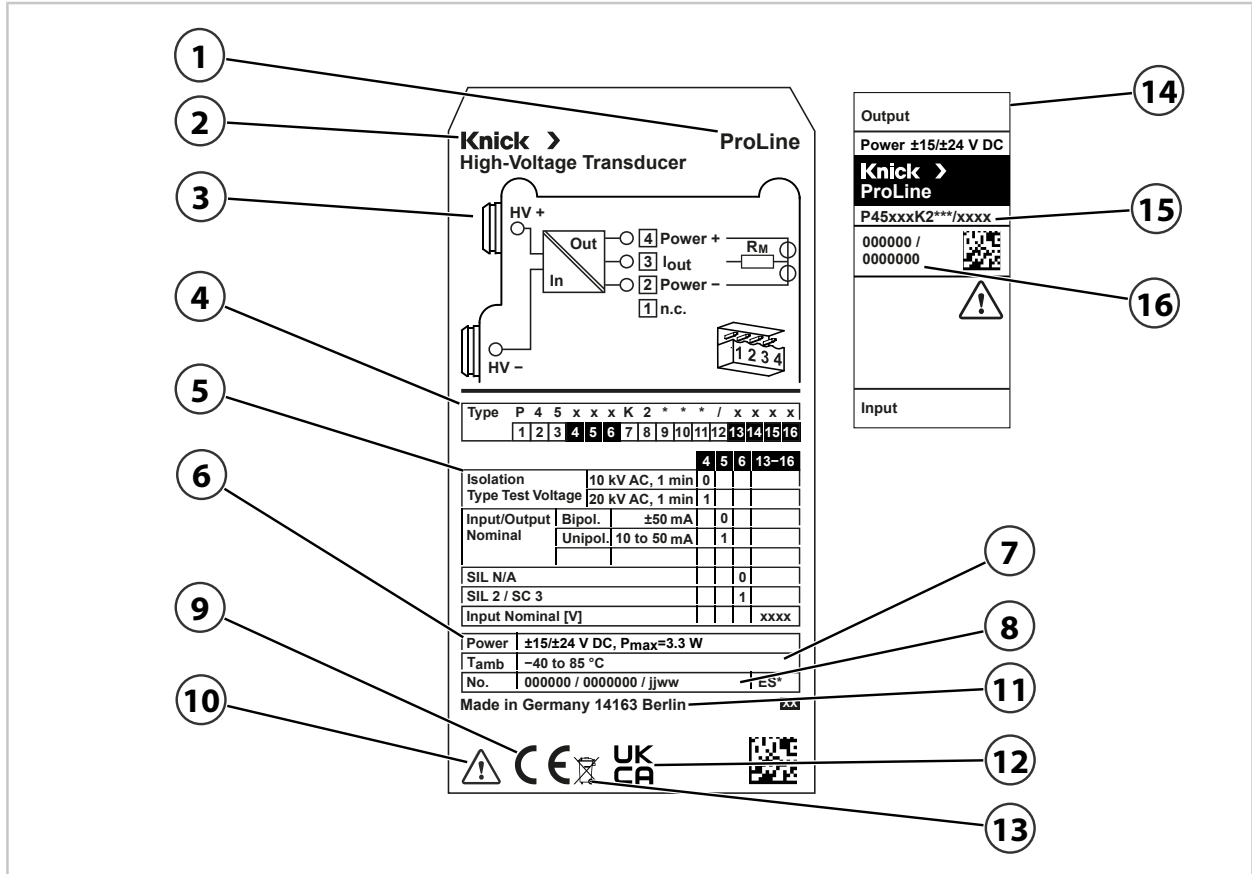 1
2
3
4
5
6
7
8
9
10
11
12
13
14
15
16
Knick > ProLine
High-Voltage Transducer
HV +
Out
In
4 Power +
3 Iout
2 Power −
1 n.c.
RM
1 2 3 4
HV −
Type P 4 5 x x x K 2 * * * / x x x x
1 2 3 4 5 6 7 8 9 10 11 12 13 14 15 16
4 5 6 13−16
Isolation 10 kV AC, 1 min 0
Type Test Voltage 20 kV AC, 1 min 1
Input/Output Bipol. ±50 mA 0
Nominal Unipol. 10 to 50 mA 1
SIL N/A 0
SIL 2 / SC 3 1
Input Nominal [V] xxxx
Power ±15/±24 V DC, Pmax=3.3 W
Tamb −40 to 85 °C
No. 000000 / 0000000 / jjww ES*
Made in Germany 14163 Berlin xx
CE UK
CA
Output
Power ±15/±24 V DC
Knick >
ProLine
P45xxxK2***/xxxx
000000 /
0000000
Input